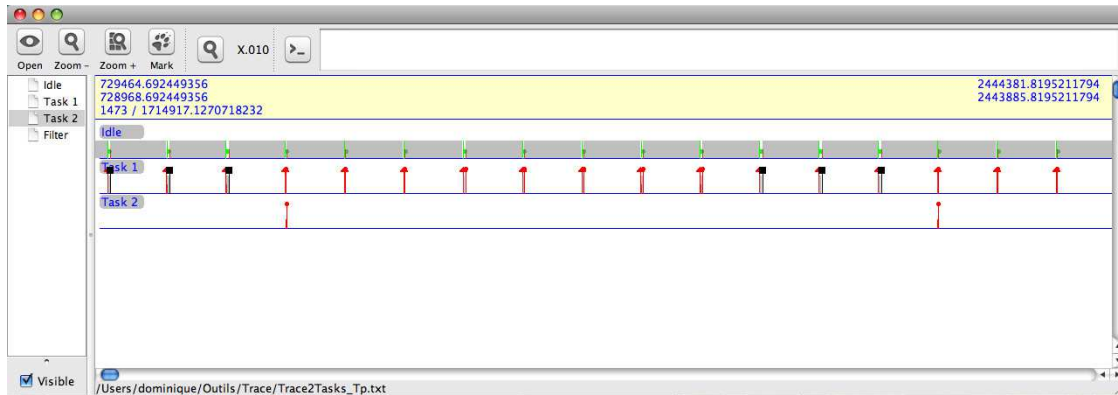 X.010
Open Zoom - Zoom + Mark
Idle
Task 1
Task 2
Filter
729464.692449356 2444381.8195211794
728968.692449356 2443885.8195211794
1473 / 1714917.1270718232
Idle
Task 1
Task 2
Visible
/Users/dominique/Outils/Trace/Trace2Tasks_Tp.txt